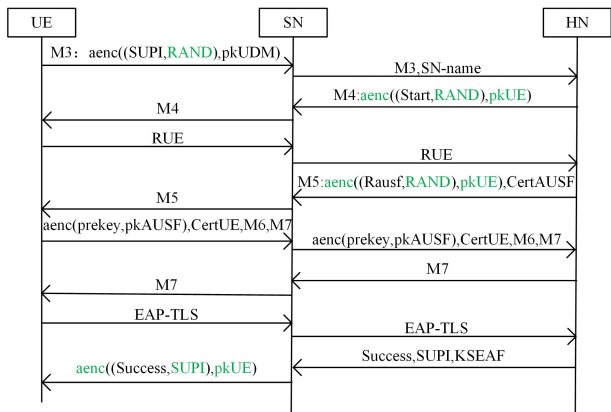 UE
SN
HN
M3：aenc((SUPI,RAND),pkUDM)
M3,SN-name
M4:aenc((Start,RAND),pkUE)
M4
RUE
RUE
M5:aenc((Rausf,RAND),pkUE),CertAUSF
M5
aenc(prekey,pkAUSF),CertUE,M6,M7
aenc(prekey,pkAUSF),CertUE,M6,M7
M7
M7
EAP-TLS
EAP-TLS
Success,SUPI,KSEAF
aenc((Success,SUPI),pkUE)